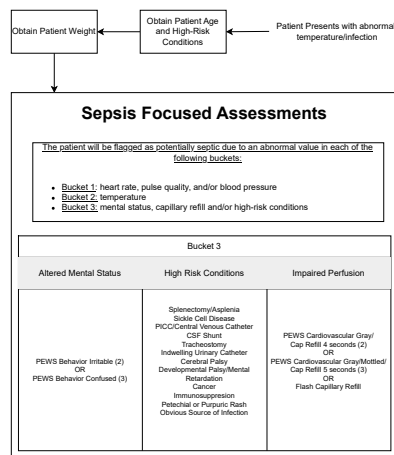 Obtain Patient Weight
Obtain Patient Age
and High-Risk
Conditions
Patient Presents with abnormal
temperature/infection
Sepsis Focused Assessments
The patient will be flagged as potentially septic due to an abnormal value in each of the
following buckets:
• Bucket 1: heart rate, pulse quality, and/or blood pressure
• Bucket 2: temperature
• Bucket 3: mental status, capillary refill and/or high-risk conditions
Bucket 3
Altered Mental Status
High Risk Conditions
Impaired Perfusion
PEWS Behavior Irritable (2)
OR
PEWS Behavior Confused (3)
Splenectomy/Asplenia
Sickle Cell Disease
PICC/Central Venous Catheter
CSF Shunt
Tracheostomy
Indwelling Urinary Catheter
Cerebral Palsy
Developmental Palsy/Mental
Retardation
Cancer
Immunosuppresion
Petechial or Purpuric Rash
Obvious Source of Infection
PEWS Cardiovascular Gray/
Cap Refill 4 seconds (2)
OR
PEWS Cardiovascular Gray/Mottled/
Cap Refill 5 seconds (3)
OR
Flash Capillary Refill